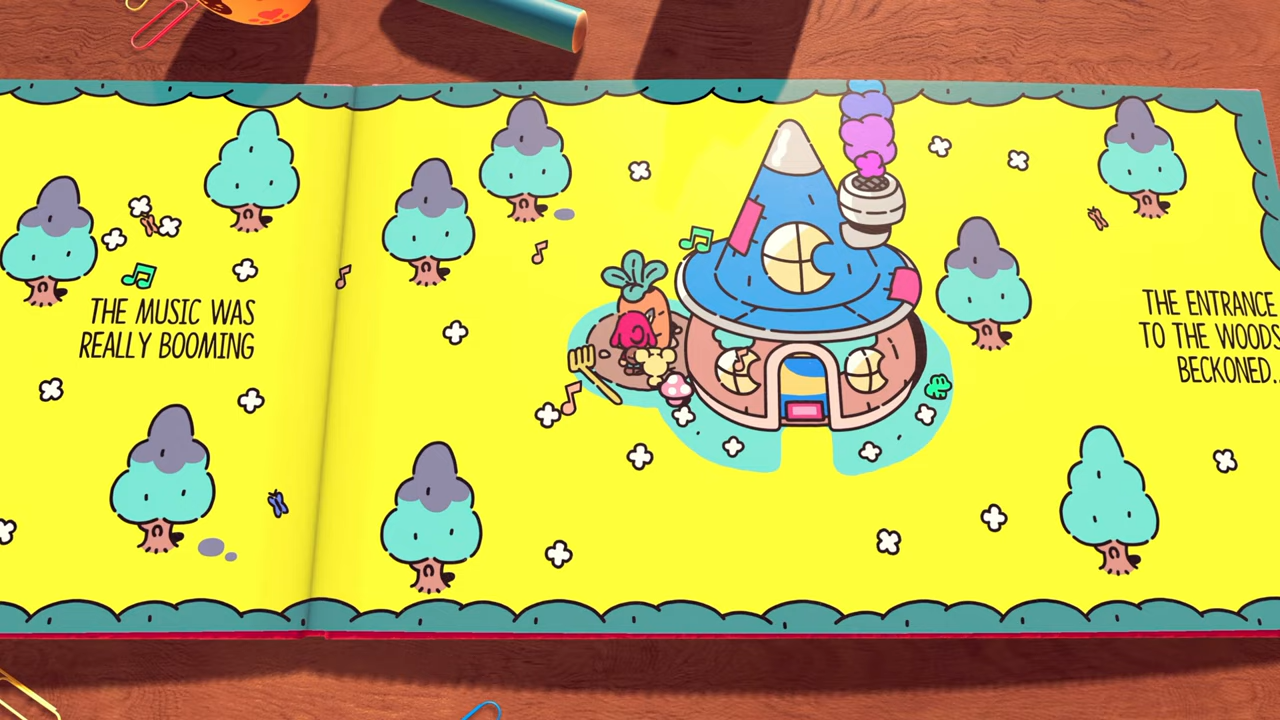 THE MUSIC WAS
REALLY BOOMING
THE ENTRANCE
TO THE WOODS
BECKONED..